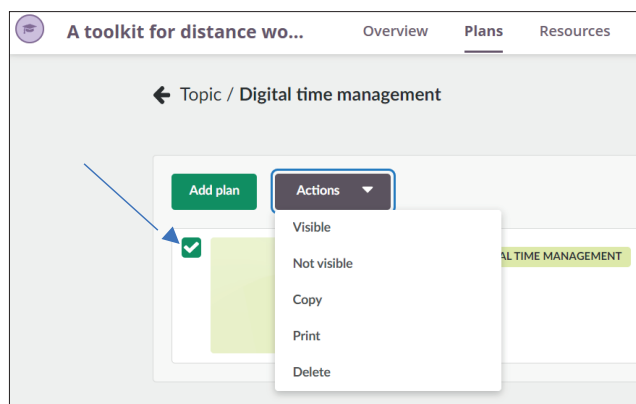 A toolkit for distance wo... Overview Plans Resources
Topic / Digital time management
Add plan Actions
Visible
Not visible
AL TIME MANAGEMENT
Copy
Print
Delete